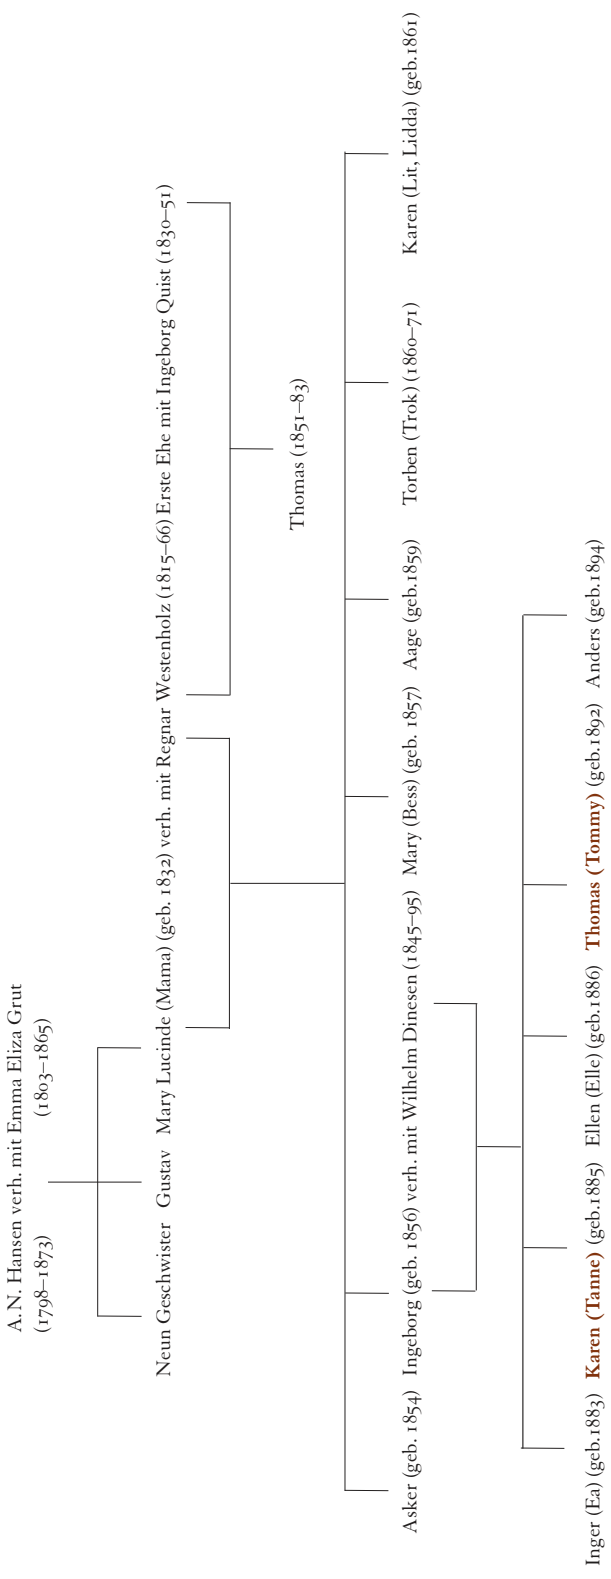 A.N. Hansen verh. mit Emma Eliza Grut
(1798–1873) (1803–1865)
Neun Geschwister Gustav Mary Lucinde (Mama) (geb. 1832) verh. mit Regnar Westenholz (1815–66) Erste Ehe mit Ingeborg Quist (1830–51)
Thomas (1851–83)
Asker (geb. 1854) Ingeborg (geb. 1856) verh. mit Wilhelm Dinesen (1845–95) Mary (Bess) (geb. 1857) Aage (geb.1859) Torben (Trok) (1860–71) Karen (Lit, Lidda) (geb.1861)
Inger (Ea) (geb.1883) Karen (Tanne) (geb.1885) Ellen (Elle) (geb.1886) Thomas (Tommy) (geb.1892) Anders (geb.1894)